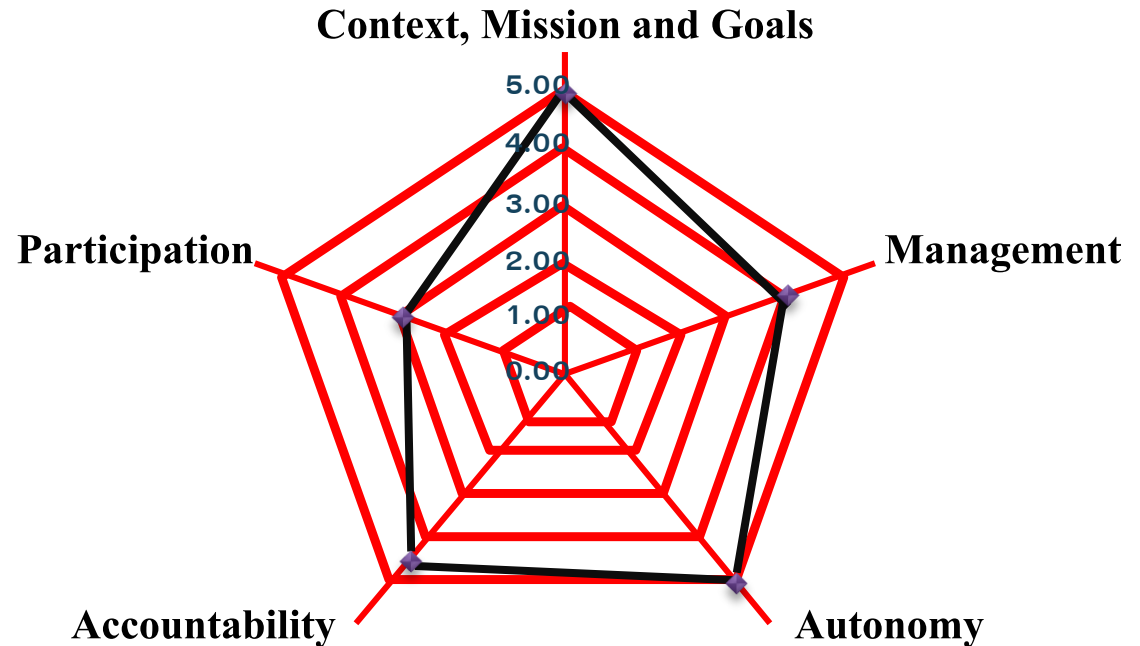 Context, Mission and Goals
5.00
4.00
3.00
Participation
Management
2.00
1.00
0.00
Accountability
Autonomy